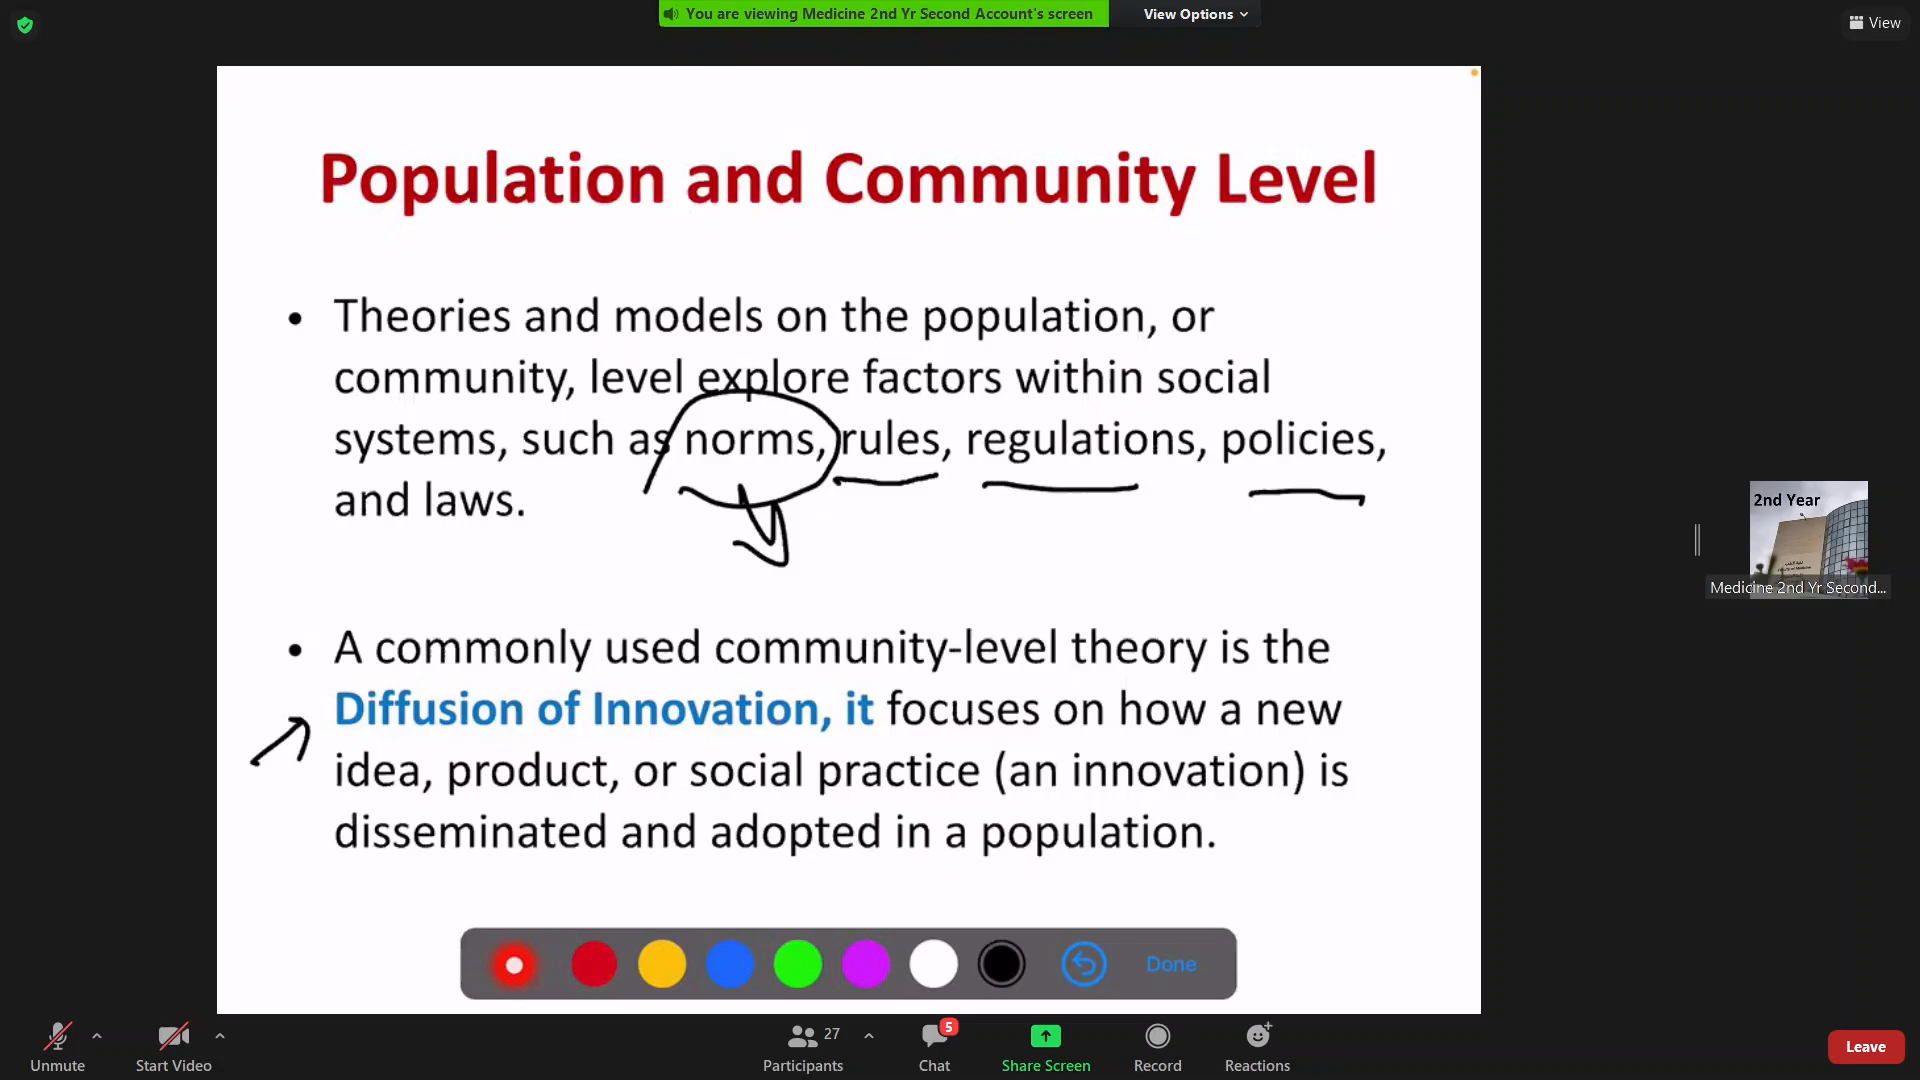 You are viewing Medicine 2nd Yr Second Account's screen
View Options
View
Population and Community Level
• Theories and models on the population, or
community, level explore factors within social
systems, such as norms, rules, regulations, policies,
and laws.
• A commonly used community-level theory is the
Diffusion of Innovation, it focuses on how a new
idea, product, or social practice (an innovation) is
disseminated and adopted in a population.
2nd Year
Medicine 2nd Yr Second...
Done
Unmute
Start Video
27
Participants
5
Chat
Share Screen
Record
Reactions
Leave